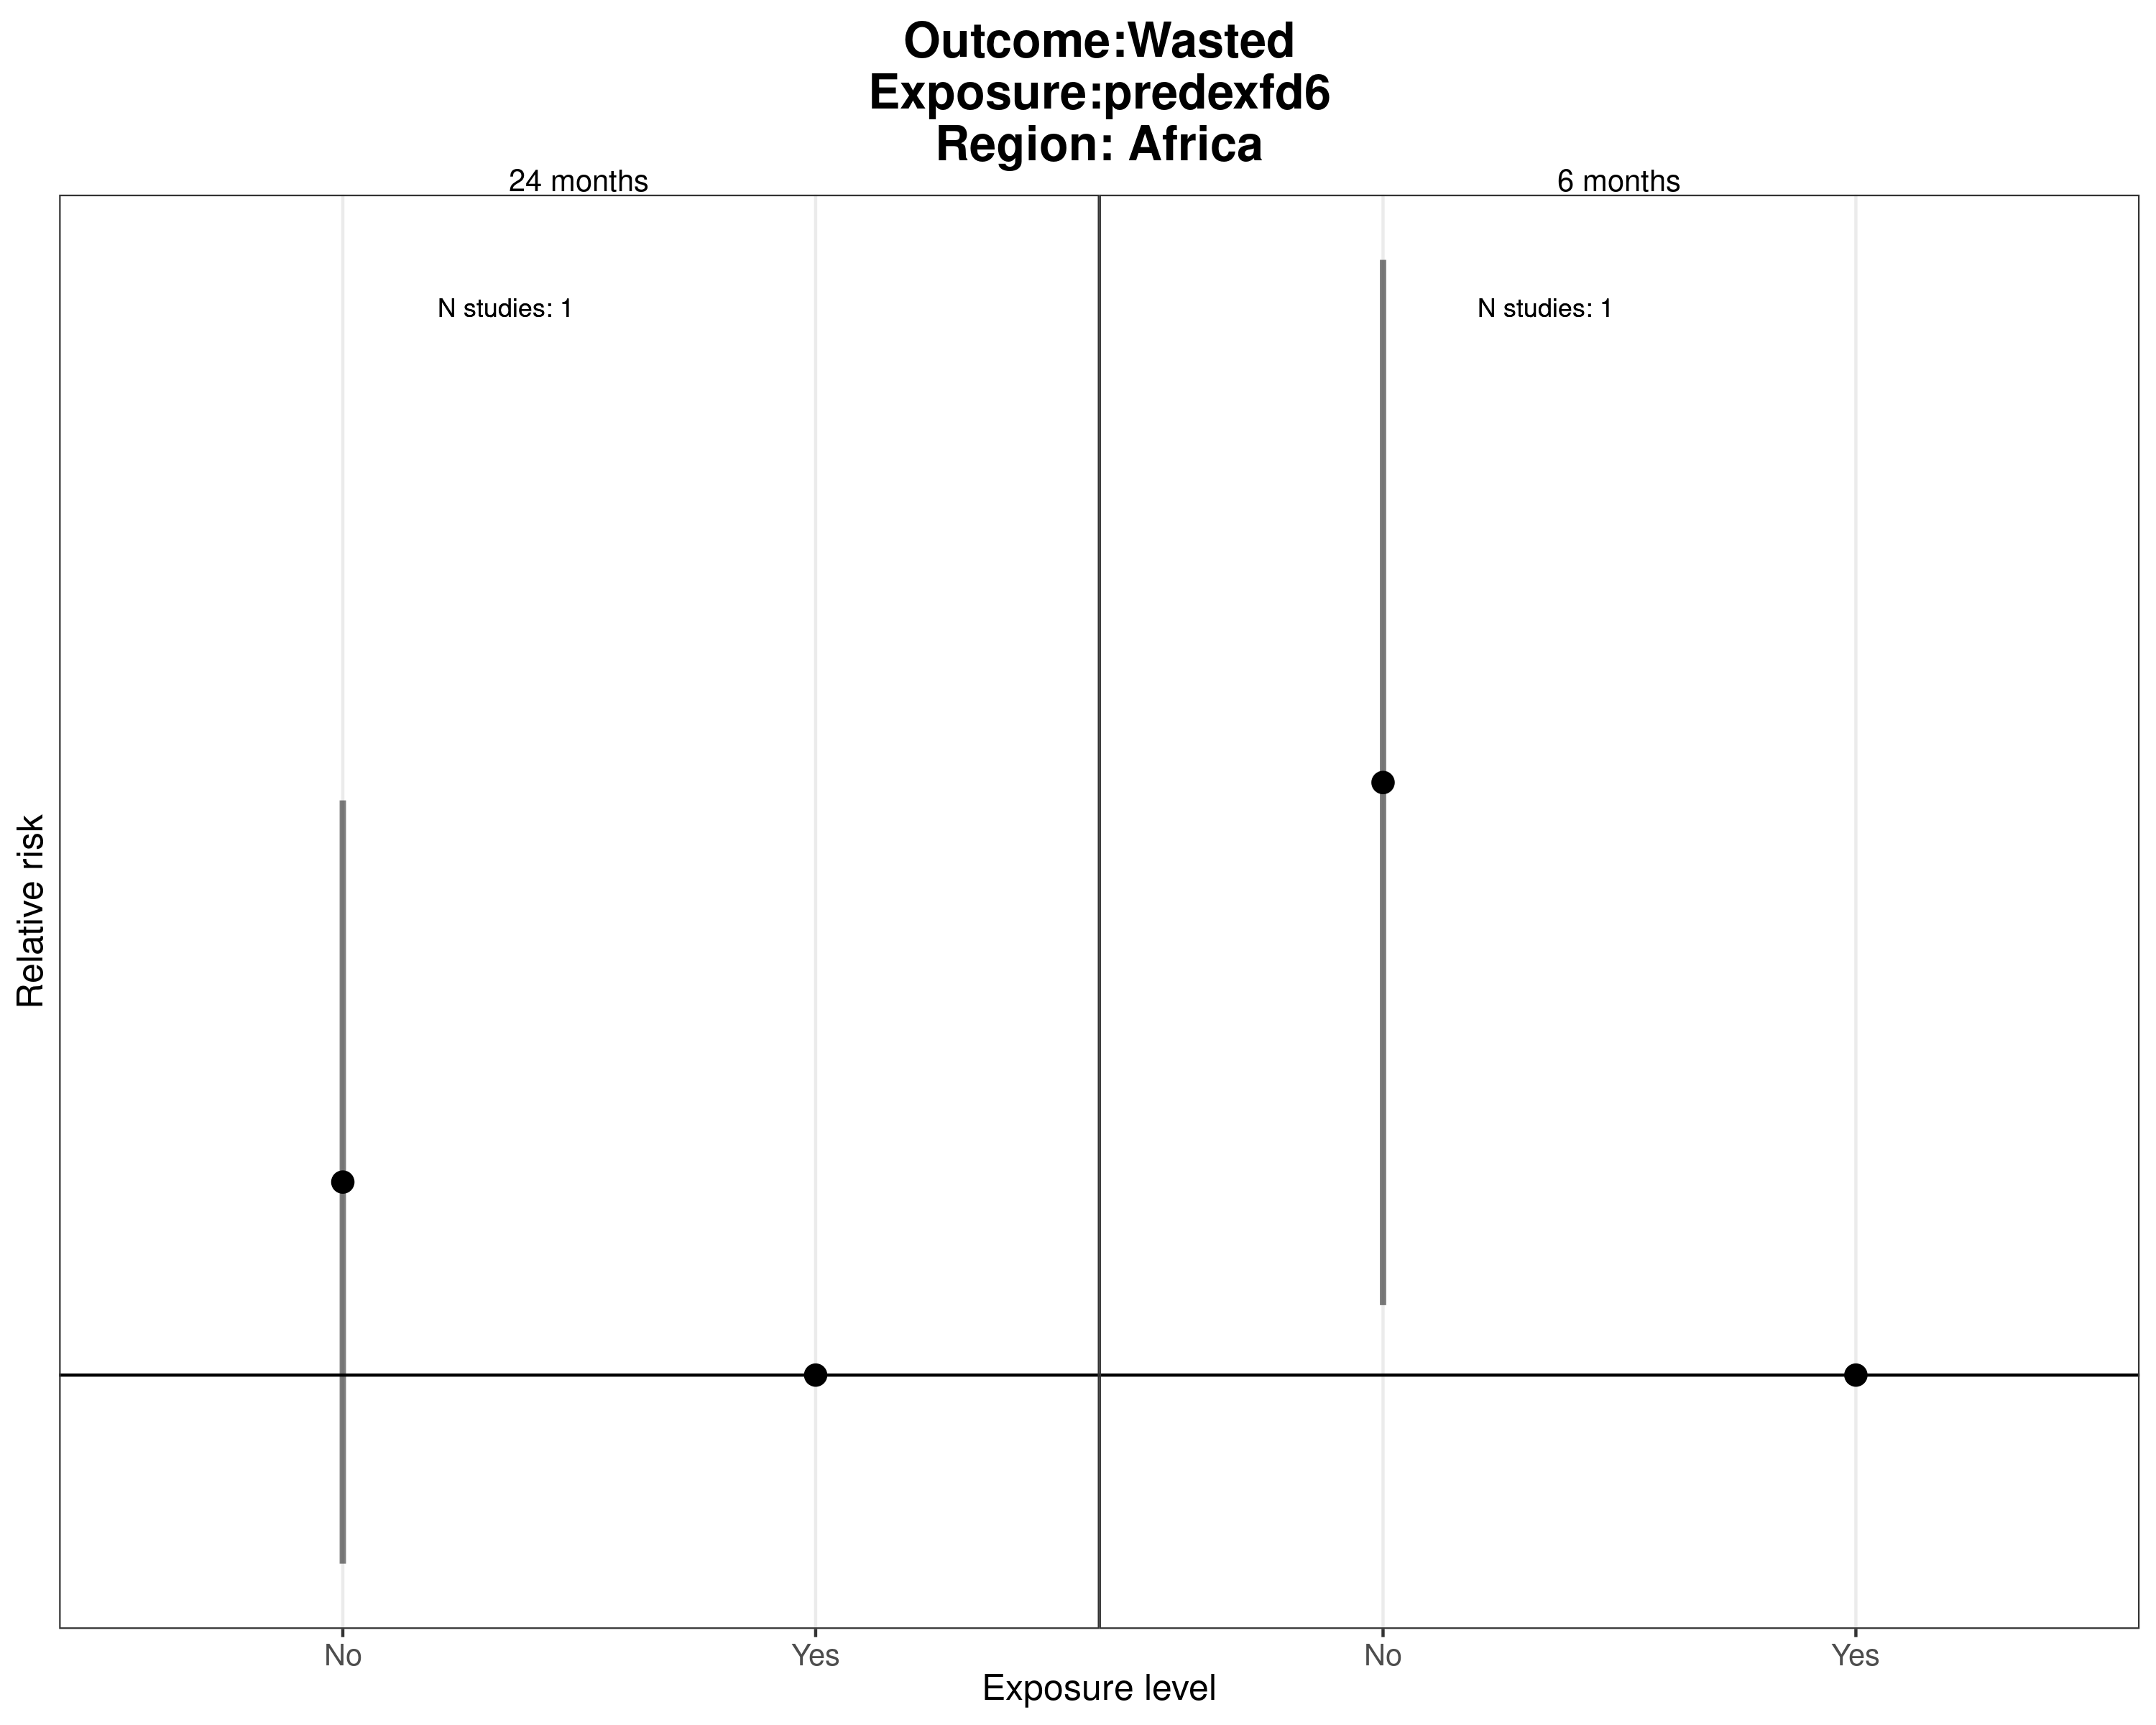 Outcome:Wasted
Exposure:predexfd6
Region: Africa
24 months
6 months
N studies: 1
N studies: 1
Relative risk
No
Yes
No
Yes
Exposure level